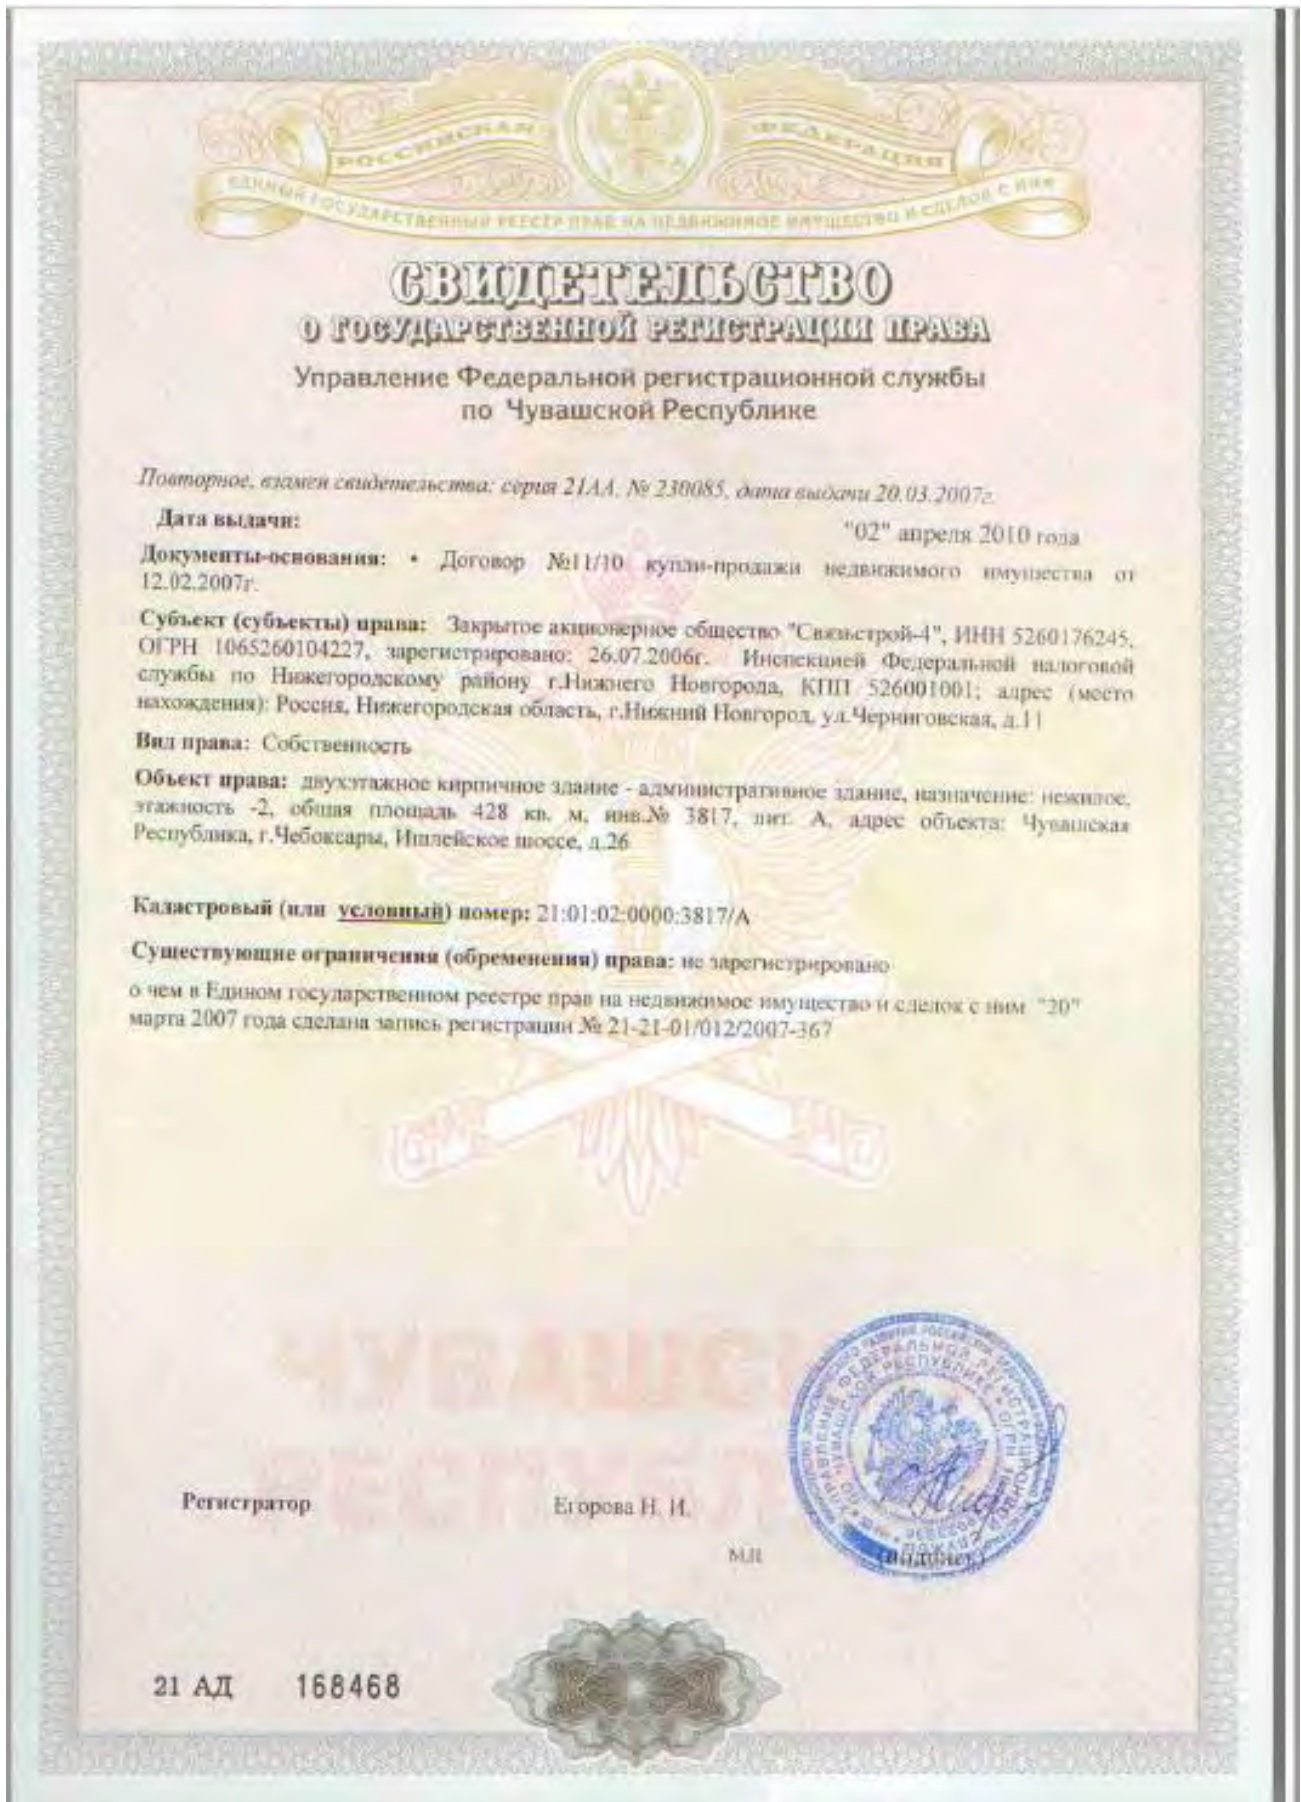 РОССИЙСКАЯ ФЕДЕРАЦИЯ
ЕДИНЫЙ ГОСУДАРСТВЕННЫЙ РЕЕСТР ПРАВ НА НЕДВИЖИМОЕ ИМУЩЕСТВО И СДЕЛОК С НИМ
СВИДЕТЕЛЬСТВО
О ГОСУДАРСТВЕННОЙ РЕГИСТРАЦИИ ПРАВА
Управление Федеральной регистрационной службы
по Чувашской Республике
Повторное, взамен свидетельства: серия 21АА, № 230085, дата выдачи 20.03.2007г.
Дата выдачи: "02" апреля 2010 года
Документы-основания: • Договор №11/10 купли-продажи недвижимого имущества от
12.02.2007г.
Субъект (субъекты) права: Закрытое акционерное общество "Связьстрой-4", ИНН 5260176245,
ОГРН 1065260104227, зарегистрировано: 26.07.2006г. Инспекцией Федеральной налоговой
службы по Нижегородскому району г.Нижнего Новгорода, КПП 526001001; адрес (место
нахождения): Россия, Нижегородская область, г.Нижний Новгород, ул.Черниговская, д.11
Вид права: Собственность
Объект права: двухэтажное кирпичное здание - административное здание, назначение: нежилое,
этажность -2, общая площадь 428 кв. м, инв.№ 3817, лит. А, адрес объекта: Чувашская
Республика, г.Чебоксары, Ишлейское шоссе, д.26
Кадастровый (или условный) номер: 21:01:02:0000:3817/А
Существующие ограничения (обременения) права: не зарегистрировано
о чем в Едином государственном реестре прав на недвижимое имущество и сделок с ним "20"
марта 2007 года сделана запись регистрации № 21-21-01/012/2007-367
Регистратор Егорова Н. И.
М.П. (подпись)
УПРАВЛЕНИЕ ФЕДЕРАЛЬНОЙ РЕГИСТРАЦИОННОЙ СЛУЖБЫ
ПО ЧУВАШСКОЙ РЕСПУБЛИКЕ • ОГРН
21 АД 168468